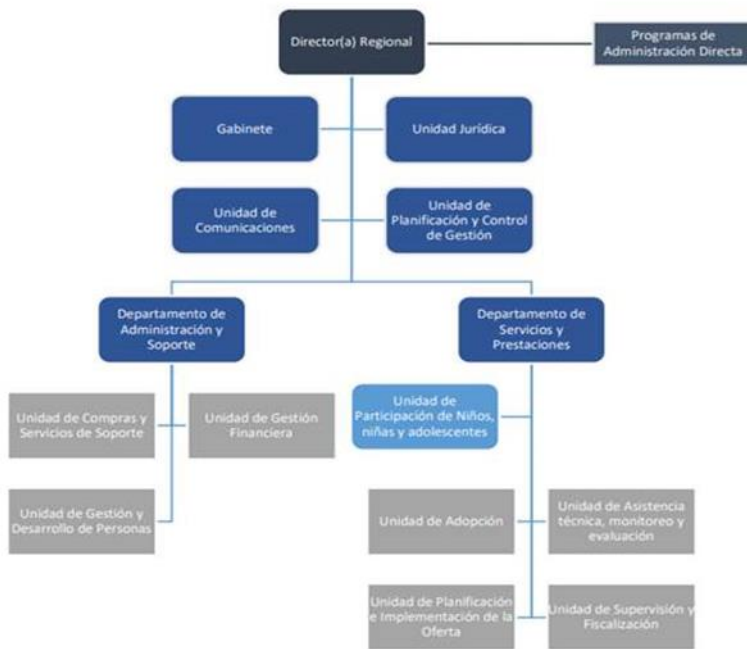 Director(a) Regional
Programas de
Administración Directa
Gabinete
Unidad Jurídica
Unidad de
Comunicaciones
Unidad de
Planificación y Control
de Gestión
Departamento de
Administración y
Soporte
Departamento de
Servicios y
Prestaciones
Unidad de Compras y
Servicios de Soporte
Unidad de Gestión
Financiera
Unidad de
Participación de Niños,
niñas y adolescentes
Unidad de Gestión y
Desarrollo de Personas
Unidad de Adopción
Unidad de Asistencia
técnica, monitoreo y
evaluación
Unidad de Planificación
e Implementación de la
Oferta
Unidad de Supervisión y
Fiscalización